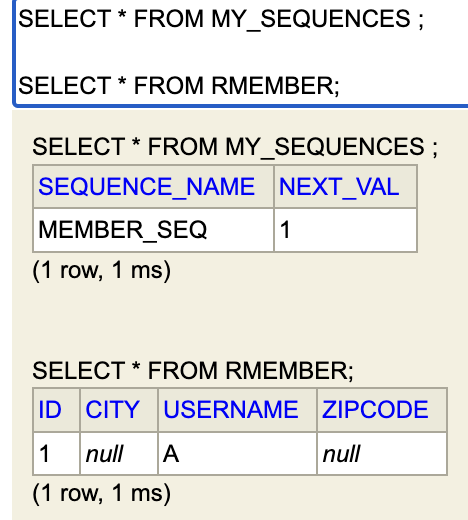 SELECT * FROM MY_SEQUENCES ;
SELECT * FROM RMEMBER;
SELECT * FROM MY_SEQUENCES ;
SEQUENCE_NAME NEXT_VAL
MEMBER_SEQ 1
(1 row, 1 ms)
SELECT * FROM RMEMBER;
ID CITY USERNAME ZIPCODE
1 null A null
(1 row, 1 ms)